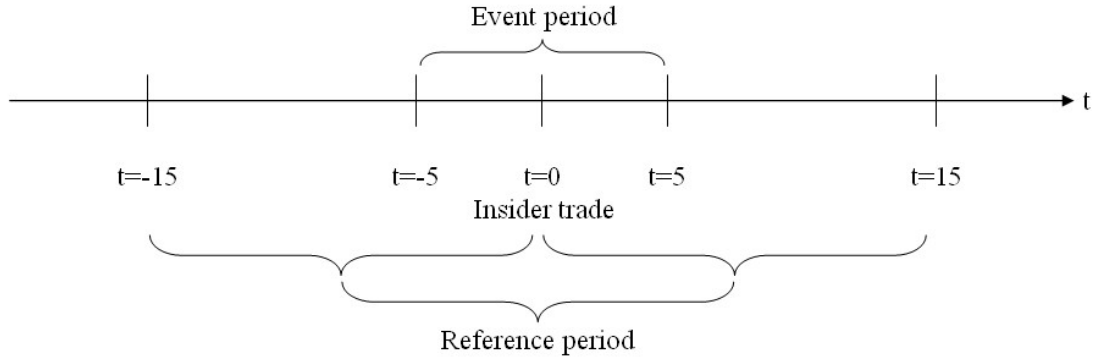 Event period
t
t=-15 t=-5 t=0 t=5 t=15
Insider trade
Reference period